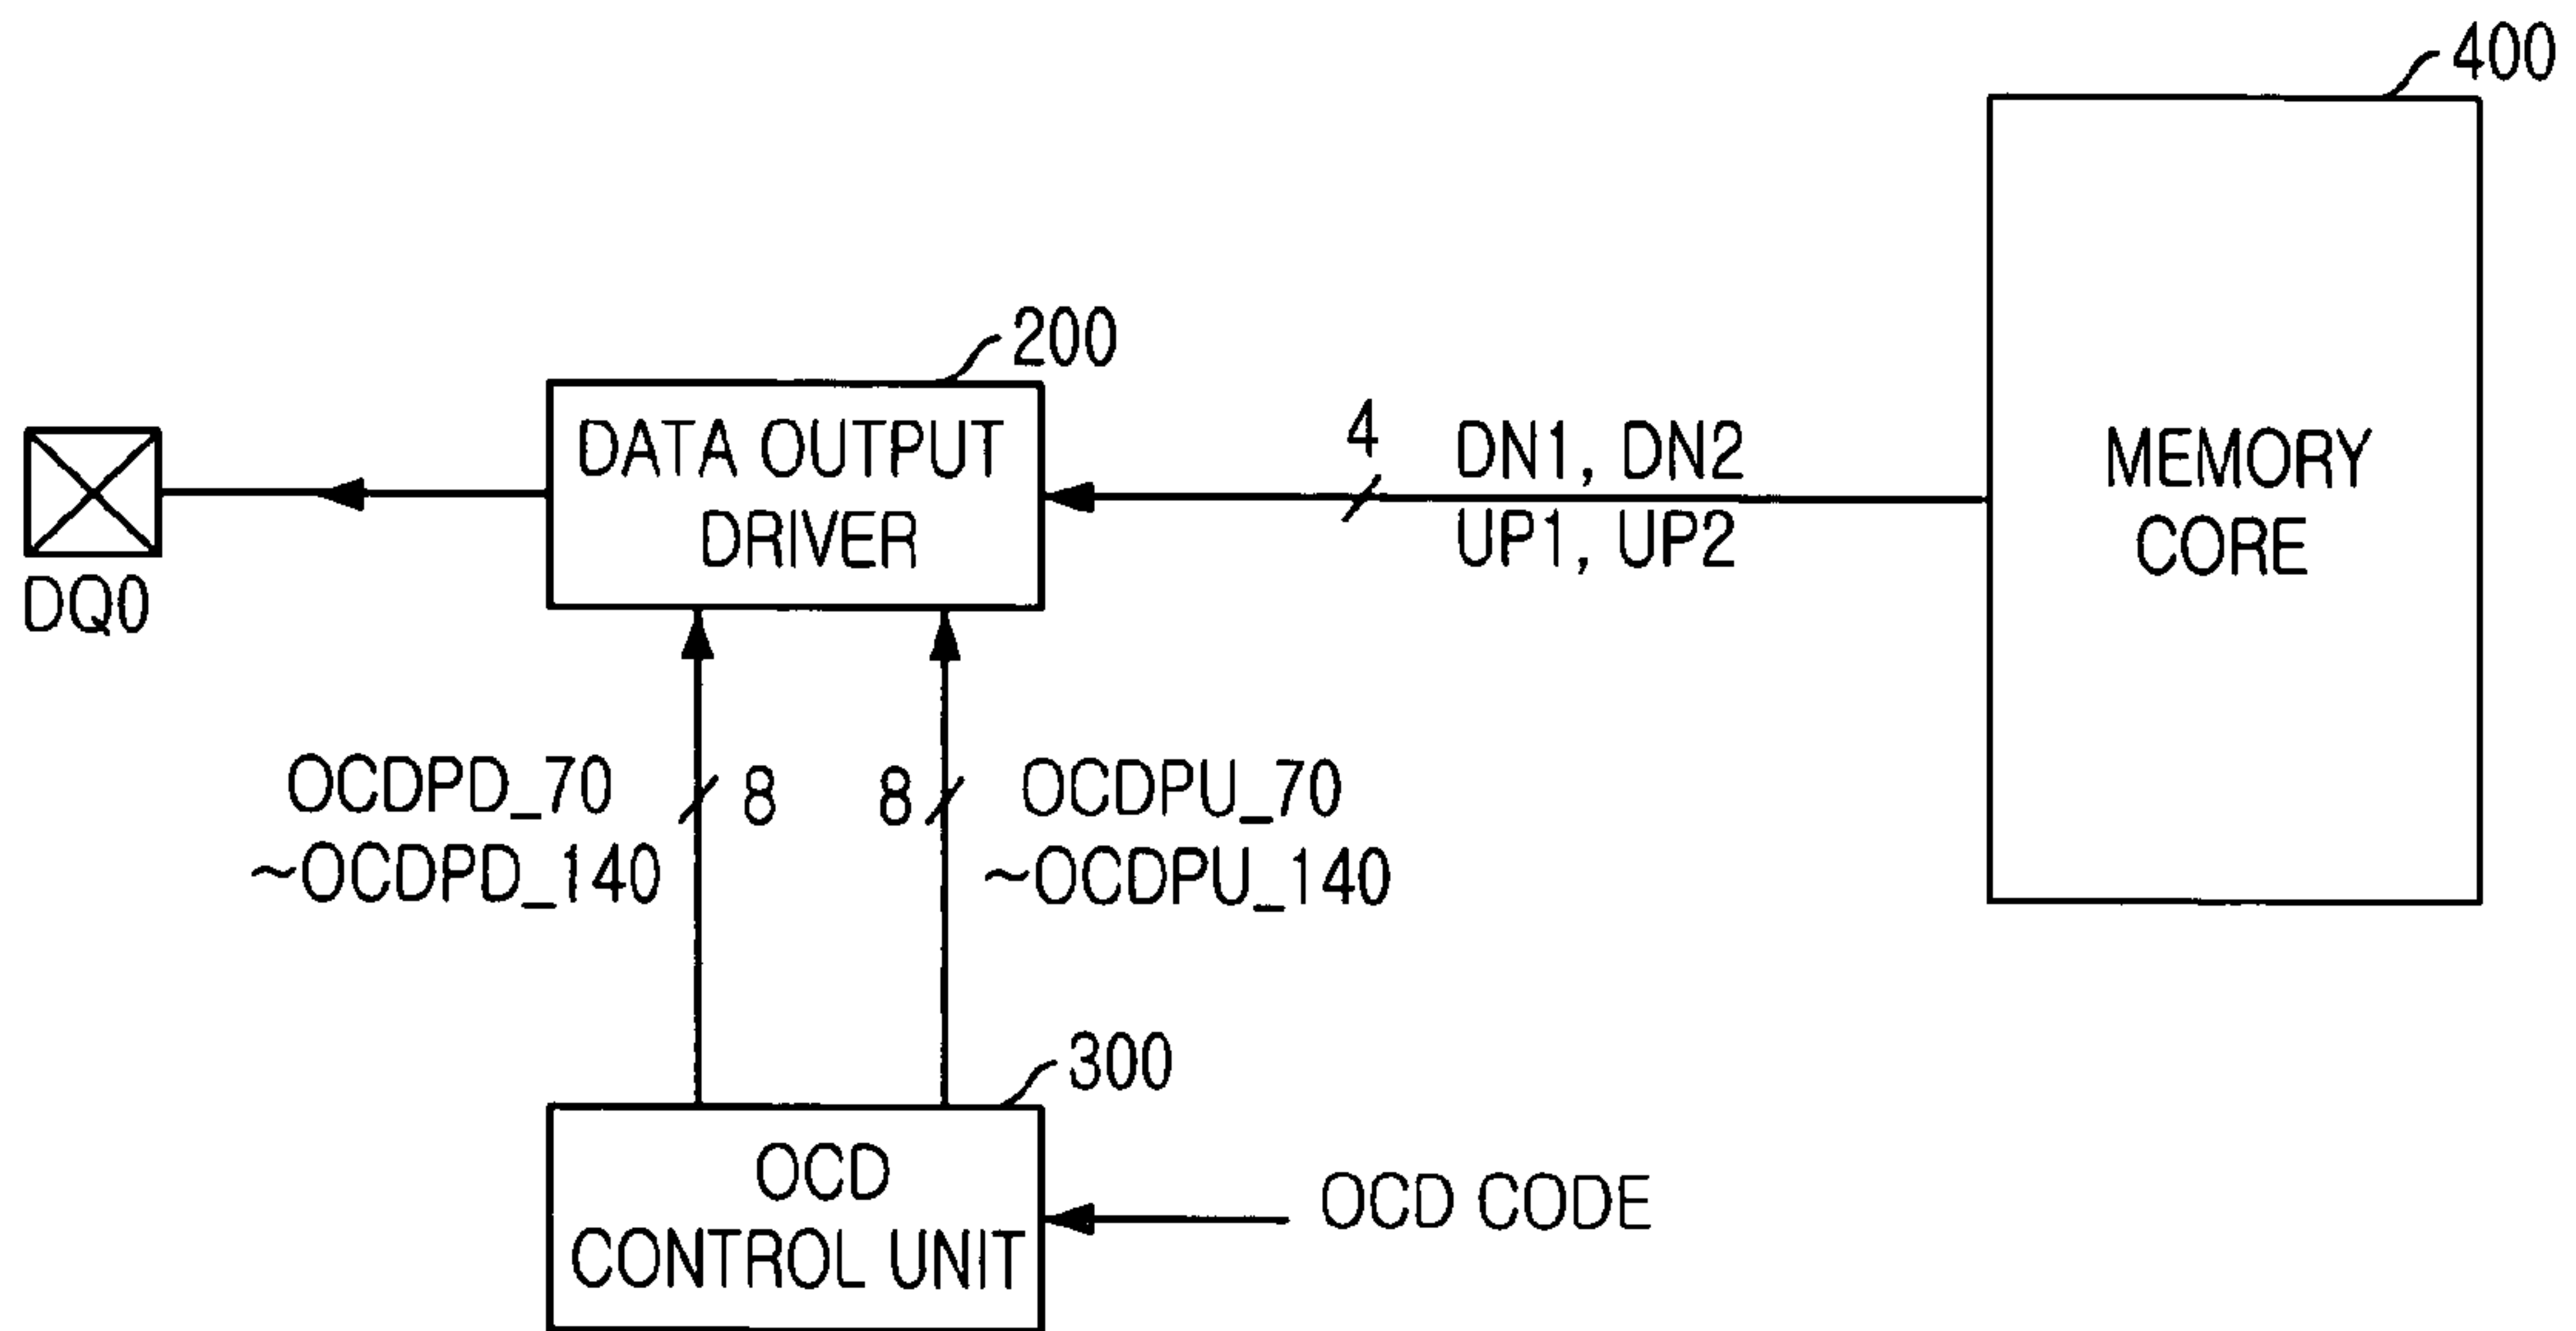 400
200
DATA OUTPUT
DRIVER
4
DN1, DN2
UP1, UP2
MEMORY
CORE
DQ0
OCDPD_70
~OCDPD_140
8
8
OCDPU_70
~OCDPU_140
300
OCD
CONTROL UNIT
OCD CODE